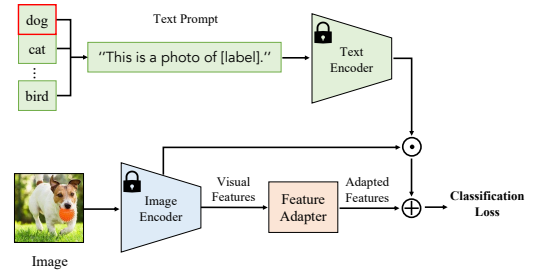 dog
Text Prompt
cat
“This is a photo of [label].”
Text
Encoder
bird
Image
Encoder
Visual
Features
Feature
Adapter
Adapted
Features
Classification
Loss
Image